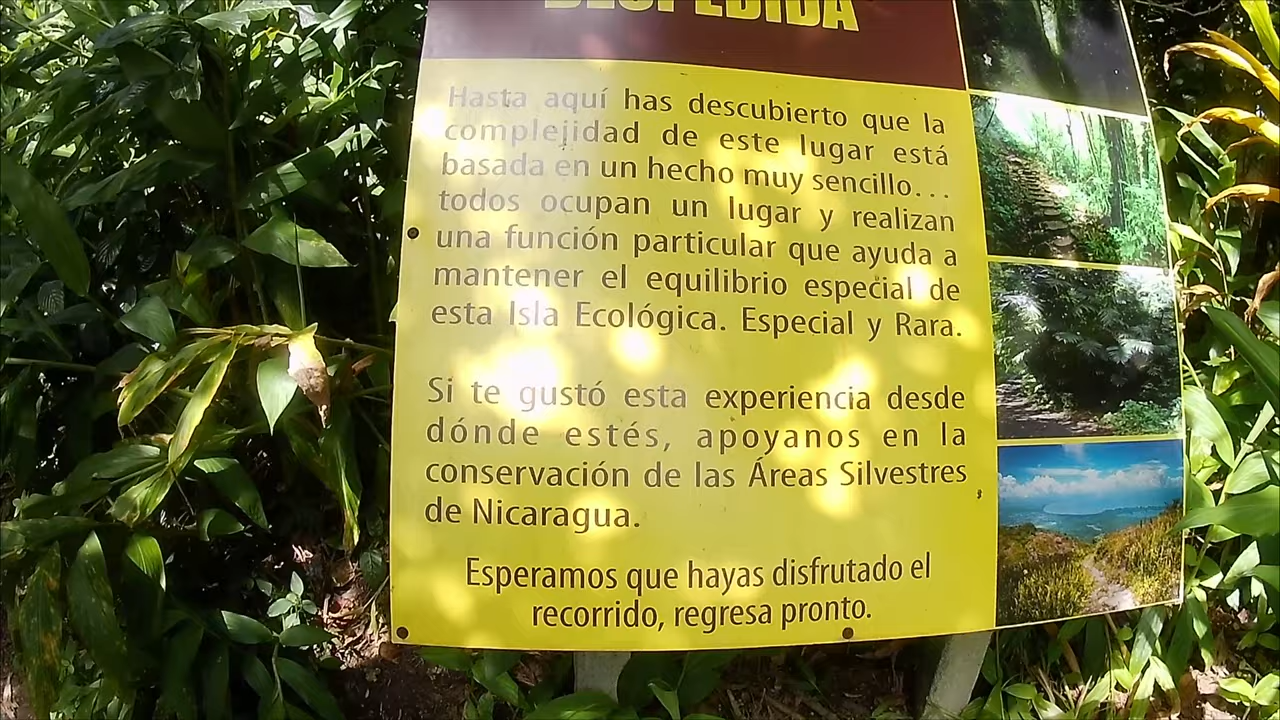 DESPEDIDA
Hasta aquí has descubierto que la
complejidad de este lugar está
basada en un hecho muy sencillo...
todos ocupan un lugar y realizan
una función particular que ayuda a
mantener el equilibrio especial de
esta Isla Ecológica. Especial y Rara.
Si te gustó esta experiencia desde
dónde estés, apoyanos en la
conservación de las Áreas Silvestres
de Nicaragua.
Esperamos que hayas disfrutado el
recorrido, regresa pronto.